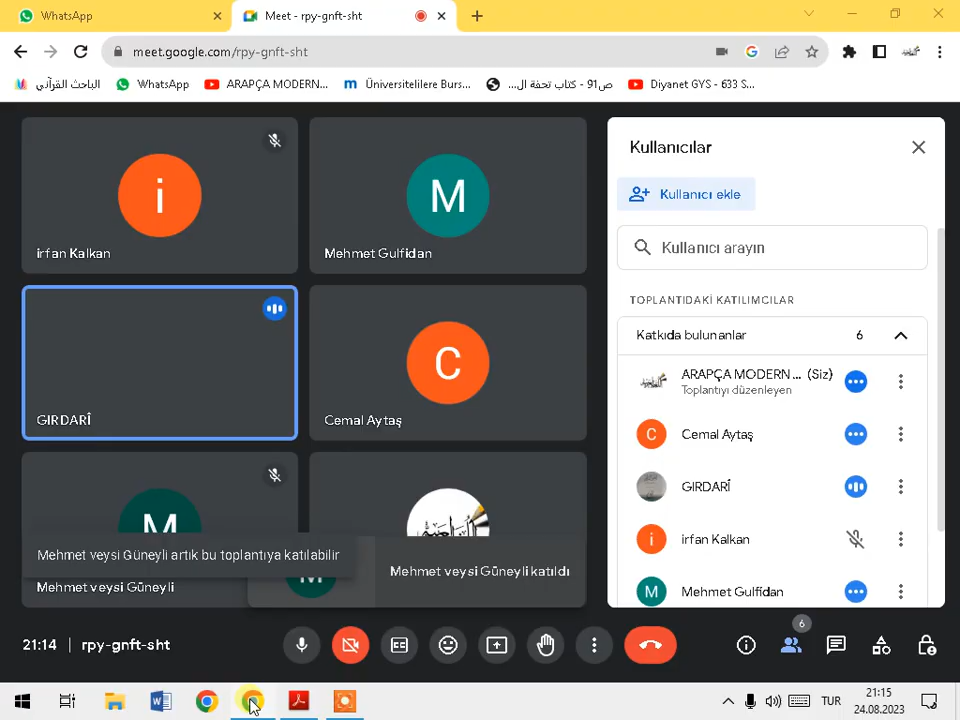 WhatsApp
Meet - rpy-gnft-sht
meet.google.com/rpy-gnft-sht
الباحث القرآني
WhatsApp
ARAPÇA MODERN...
Üniversitelilere Burs...
ص91 - كتاب تحفة ال...
Diyanet GYS - 633 S...
i
irfan Kalkan
M
Mehmet Gulfidan
GIRDARÎ
C
Cemal Aytaş
Mehmet veysi Güneyli artık bu toplantıya katılabilir
Mehmet veysi Güneyli
Mehmet veysi Güneyli katıldı
Kullanıcılar
Kullanıcı ekle
Kullanıcı arayın
TOPLANTIDAKİ KATILIMCILAR
Katkıda bulunanlar 6
ARAPÇA MODERN ... (Siz)
Toplantıyı düzenleyen
C Cemal Aytaş
GIRDARÎ
i irfan Kalkan
M Mehmet Gulfidan
21:14 | rpy-gnft-sht
6
TUR
21:15
24.08.2023